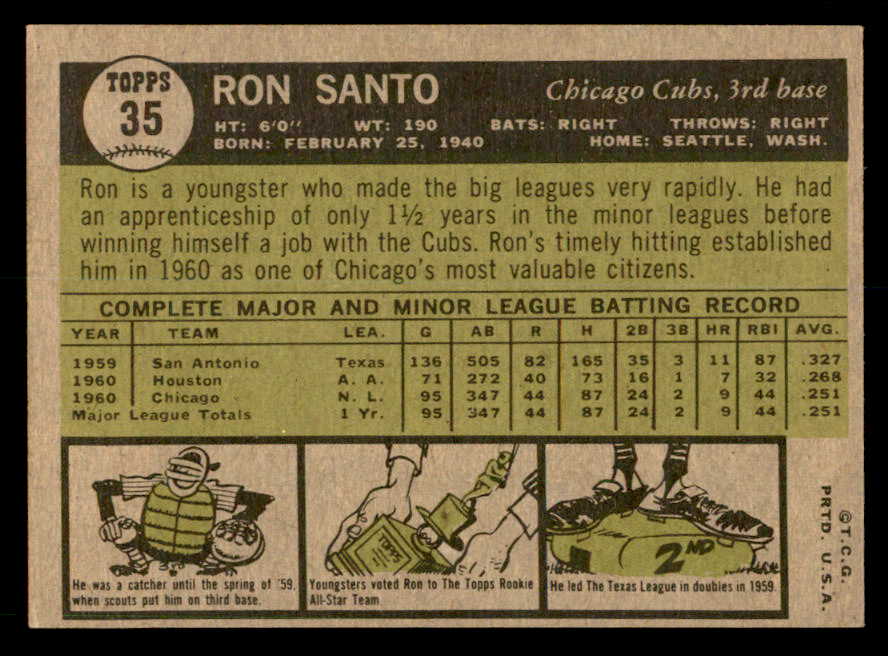 TOPPS
35
RON SANTO
Chicago Cubs, 3rd base
HT: 6'0" WT: 190 BATS: RIGHT THROWS: RIGHT
BORN: FEBRUARY 25, 1940 HOME: SEATTLE, WASH.
Ron is a youngster who made the big leagues very rapidly. He had
an apprenticeship of only 1½ years in the minor leagues before
winning himself a job with the Cubs. Ron's timely hitting established
him in 1960 as one of Chicago's most valuable citizens.
COMPLETE MAJOR AND MINOR LEAGUE BATTING RECORD
YEAR TEAM LEA. G AB R H 2B 3B HR RBI AVG.
1959 San Antonio Texas 136 505 82 165 35 3 11 87 .327
1960 Houston A. A. 71 272 40 73 16 1 7 32 .268
1960 Chicago N. L. 95 347 44 87 24 2 9 44 .251
Major League Totals 1 Yr. 95 347 44 87 24 2 9 44 .251
He was a catcher until the spring of '59,
when scouts put him on third base.
TOPPS
Youngsters voted Ron to The Topps Rookie
All-Star Team
2ND
He led The Texas League in doubles in 1959.
©T.C.G.
PRTD. U.S.A.